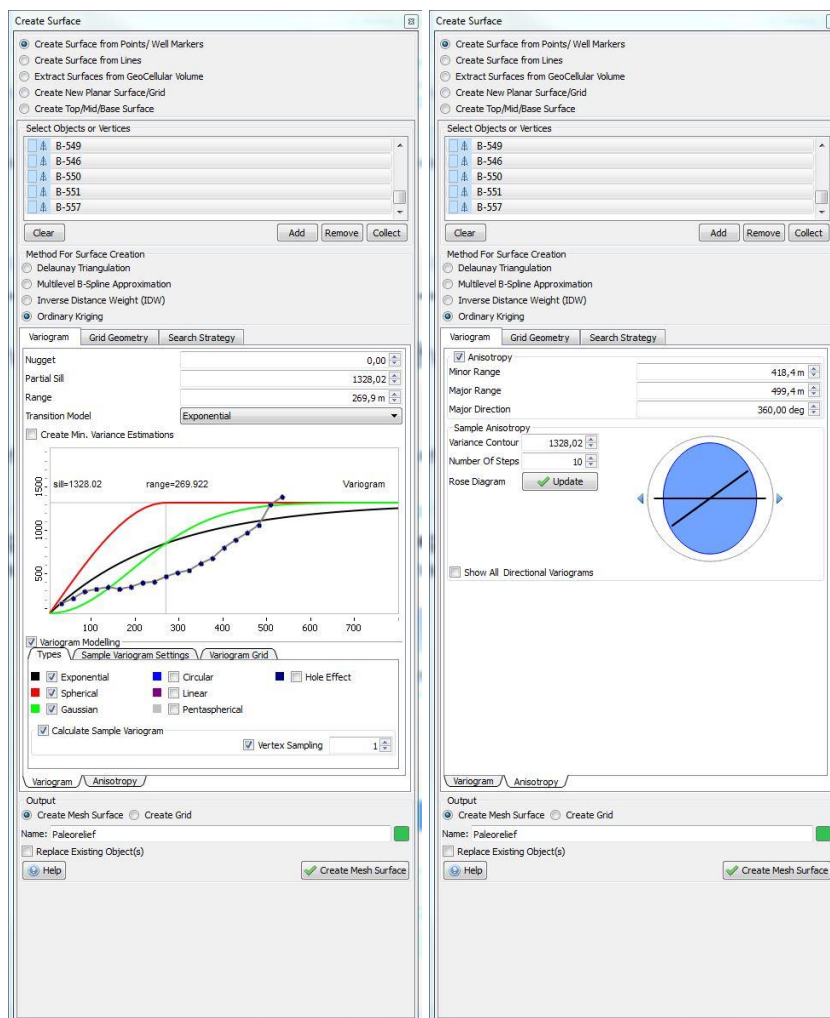 Create Surface
Create Surface from Points/ Well Markers
Create Surface from Lines
Extract Surfaces from GeoCellular Volume
Create New Planar Surface/Grid
Create Top/Mid/Base Surface
Select Objects or Vertices
B-549
B-546
B-550
B-551
B-557
Clear Add Remove Collect
Method For Surface Creation
Delaunay Triangulation
Multilevel B-Spline Approximation
Inverse Distance Weight (IDW)
Ordinary Kriging
Variogram Grid Geometry Search Strategy
Nugget 0,00
Partial Sill 1328,02
Range 269,9 m
Transition Model Exponential
Create Min. Variance Estimations
sill=1328.02 range=269.922 Variogram
1500
1000
500
100 200 300 400 500 600 700
Variogram Modelling
Types Sample Variogram Settings Variogram Grid
Exponential Circular Hole Effect
Spherical Linear
Gaussian Pentaspherical
Calculate Sample Variogram
Vertex Sampling 1
Variogram Anisotropy
Output
Create Mesh Surface Create Grid
Name: Paleorelief
Replace Existing Object(s)
Help Create Mesh Surface
Create Surface
Create Surface from Points/ Well Markers
Create Surface from Lines
Extract Surfaces from GeoCellular Volume
Create New Planar Surface/Grid
Create Top/Mid/Base Surface
Select Objects or Vertices
B-549
B-546
B-550
B-551
B-557
Clear Add Remove Collect
Method For Surface Creation
Delaunay Triangulation
Multilevel B-Spline Approximation
Inverse Distance Weight (IDW)
Ordinary Kriging
Variogram Grid Geometry Search Strategy
Anisotropy
Minor Range 418,4 m
Major Range 499,4 m
Major Direction 360,00 deg
Sample Anisotropy
Variance Contour 1328,02
Number Of Steps 10
Rose Diagram Update
Show All Directional Variograms
Variogram Anisotropy
Output
Create Mesh Surface Create Grid
Name: Paleorelief
Replace Existing Object(s)
Help Create Mesh Surface